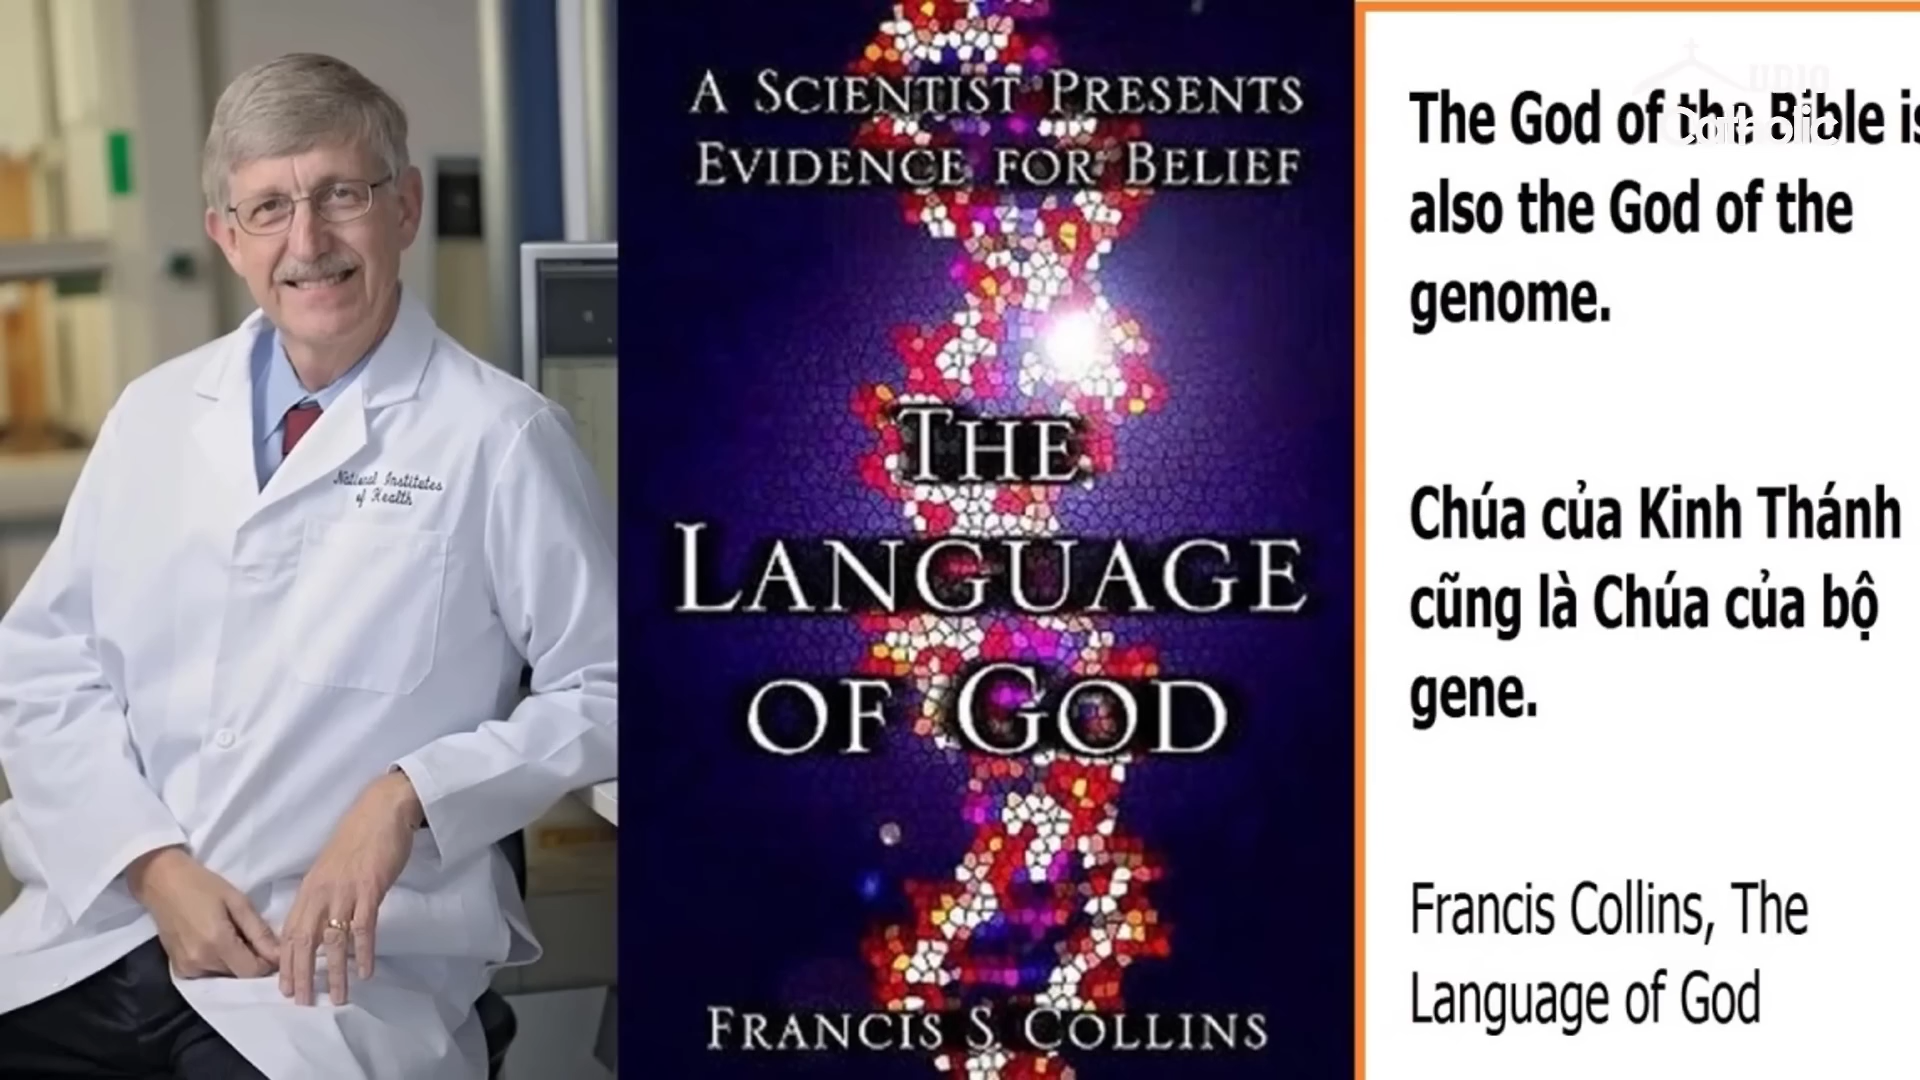 National Institutes
of Health
A SCIENTIST PRESENTS
EVIDENCE FOR BELIEF
THE
LANGUAGE
OF GOD
FRANCIS S. COLLINS
The God of the Bible is
also the God of the
genome.
Chúa của Kinh Thánh
cũng là Chúa của bộ
gene.
Francis Collins, The
Language of God
Catholic